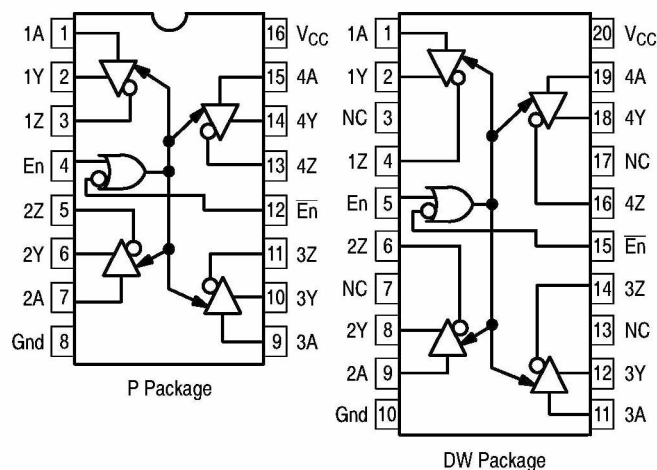 1A 1 16 VCC
1Y 2 15 4A
1Z 3 14 4Y
En 4 13 4Z
2Z 5 12 En
2Y 6 11 3Z
2A 7 10 3Y
Gnd 8 9 3A
P Package
1A 1 20 VCC
1Y 2 19 4A
NC 3 18 4Y
1Z 4 17 NC
En 5 16 4Z
2Z 6 15 En
NC 7 14 3Z
2Y 8 13 NC
2A 9 12 3Y
Gnd 10 11 3A
DW Package